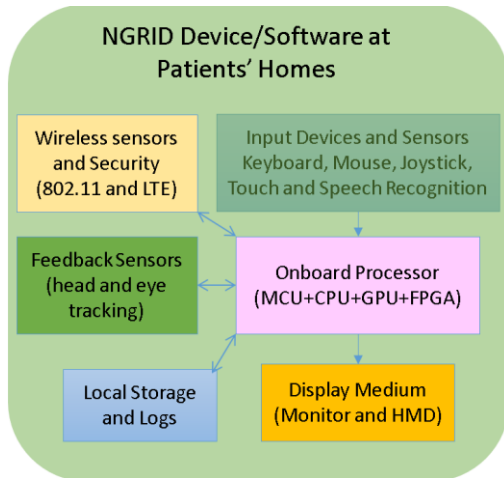 NGRID Device/Software at
Patients’ Homes
Wireless sensors
and Security
(802.11 and LTE)
Input Devices and Sensors
Keyboard, Mouse, Joystick,
Touch and Speech Recognition
Feedback Sensors
(head and eye
tracking)
Onboard Processor
(MCU+CPU+GPU+FPGA)
Local Storage
and Logs
Display Medium
(Monitor and HMD)